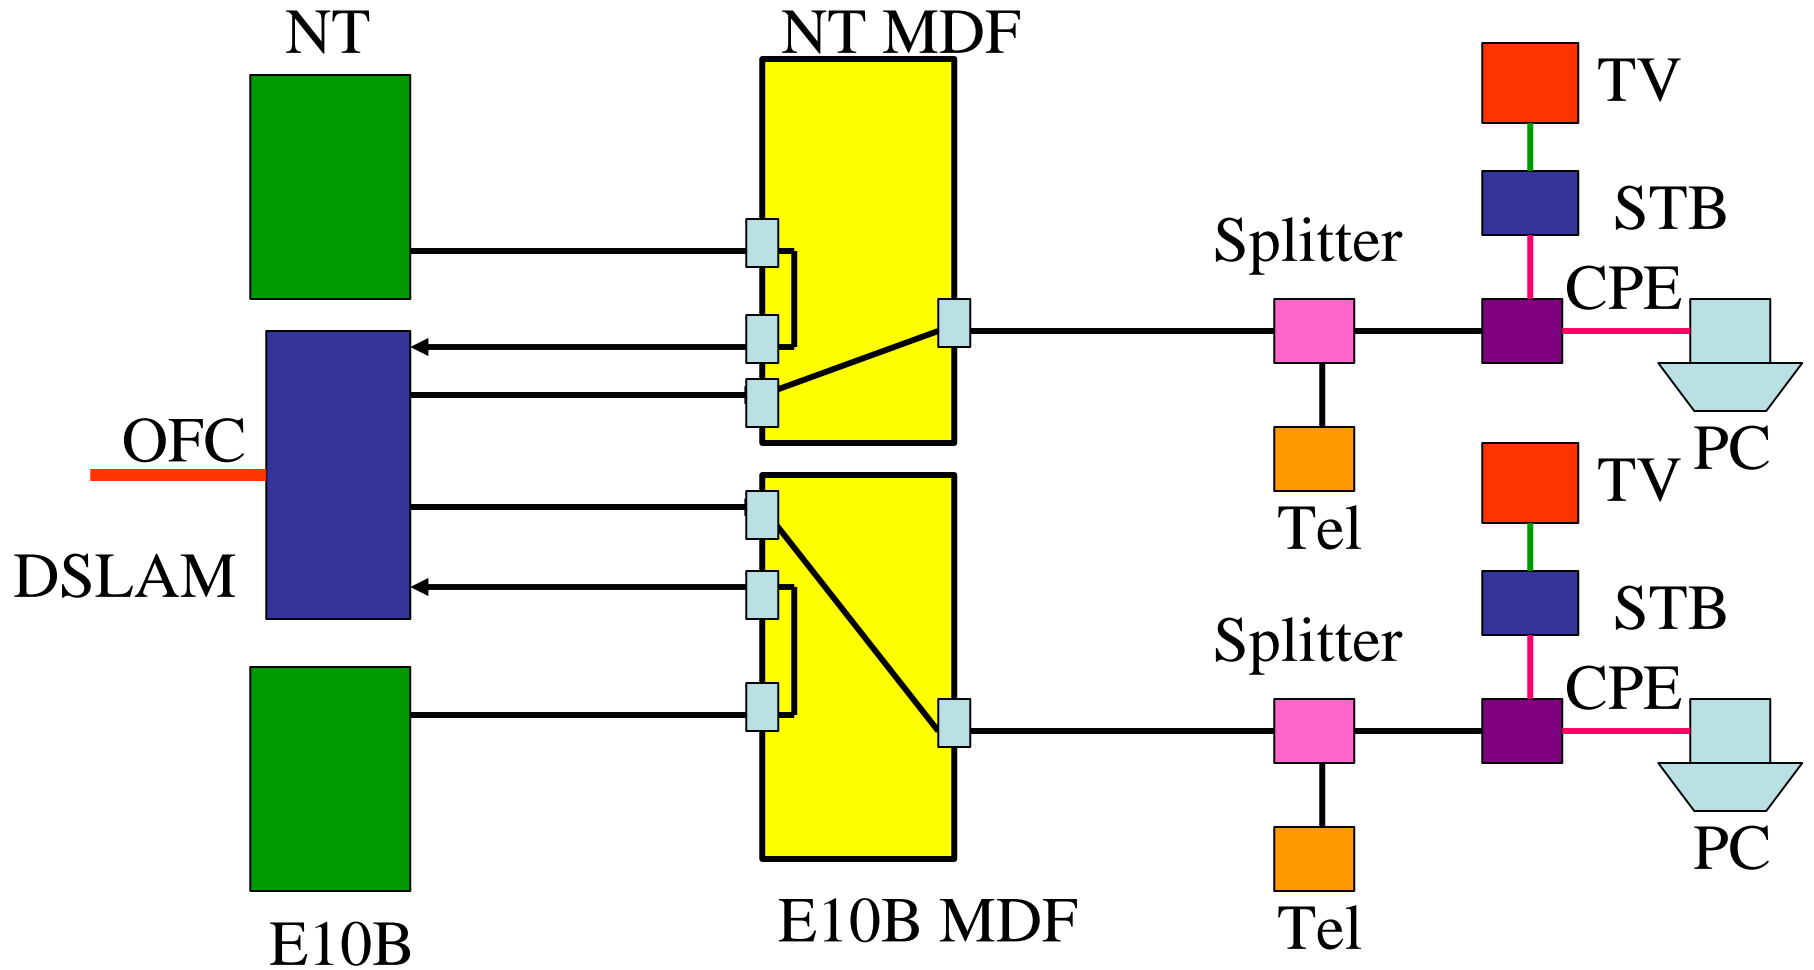 NT
NT MDF
TV
STB
Splitter
CPE
OFC
PC
TV
Tel
DSLAM
STB
Splitter
CPE
PC
E10B MDF
Tel
E10B